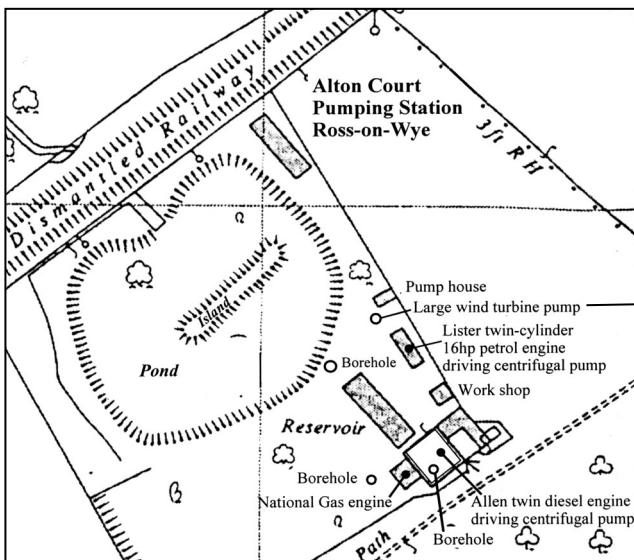 Alton Court
Pumping Station
Ross-on-Wye
Dismantled Railway
3ft RH
Island
Pond
Pump house
Large wind turbine pump
Lister twin-cylinder
16hp petrol engine
driving centrifugal pump
Borehole
Work shop
Reservoir
Borehole
National Gas engine
Allen twin diesel engine
driving centrifugal pump
Borehole
Path